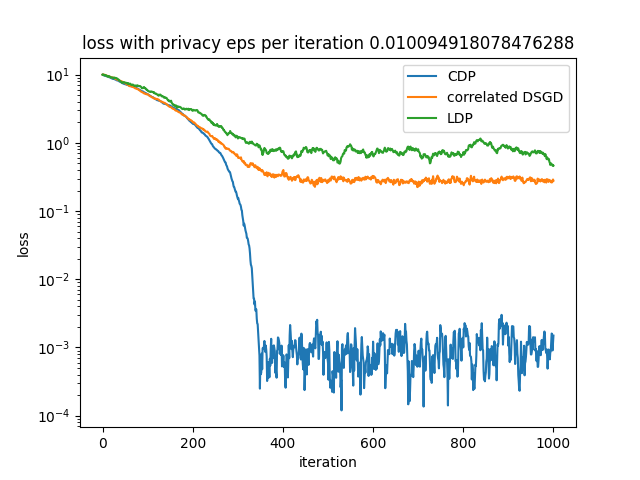 loss with privacy eps per iteration 0.010094918078476288
CDP
correlated DSGD
LDP
10¹
10⁰
10⁻¹
10⁻²
10⁻³
10⁻⁴
loss
0 200 400 600 800 1000
iteration